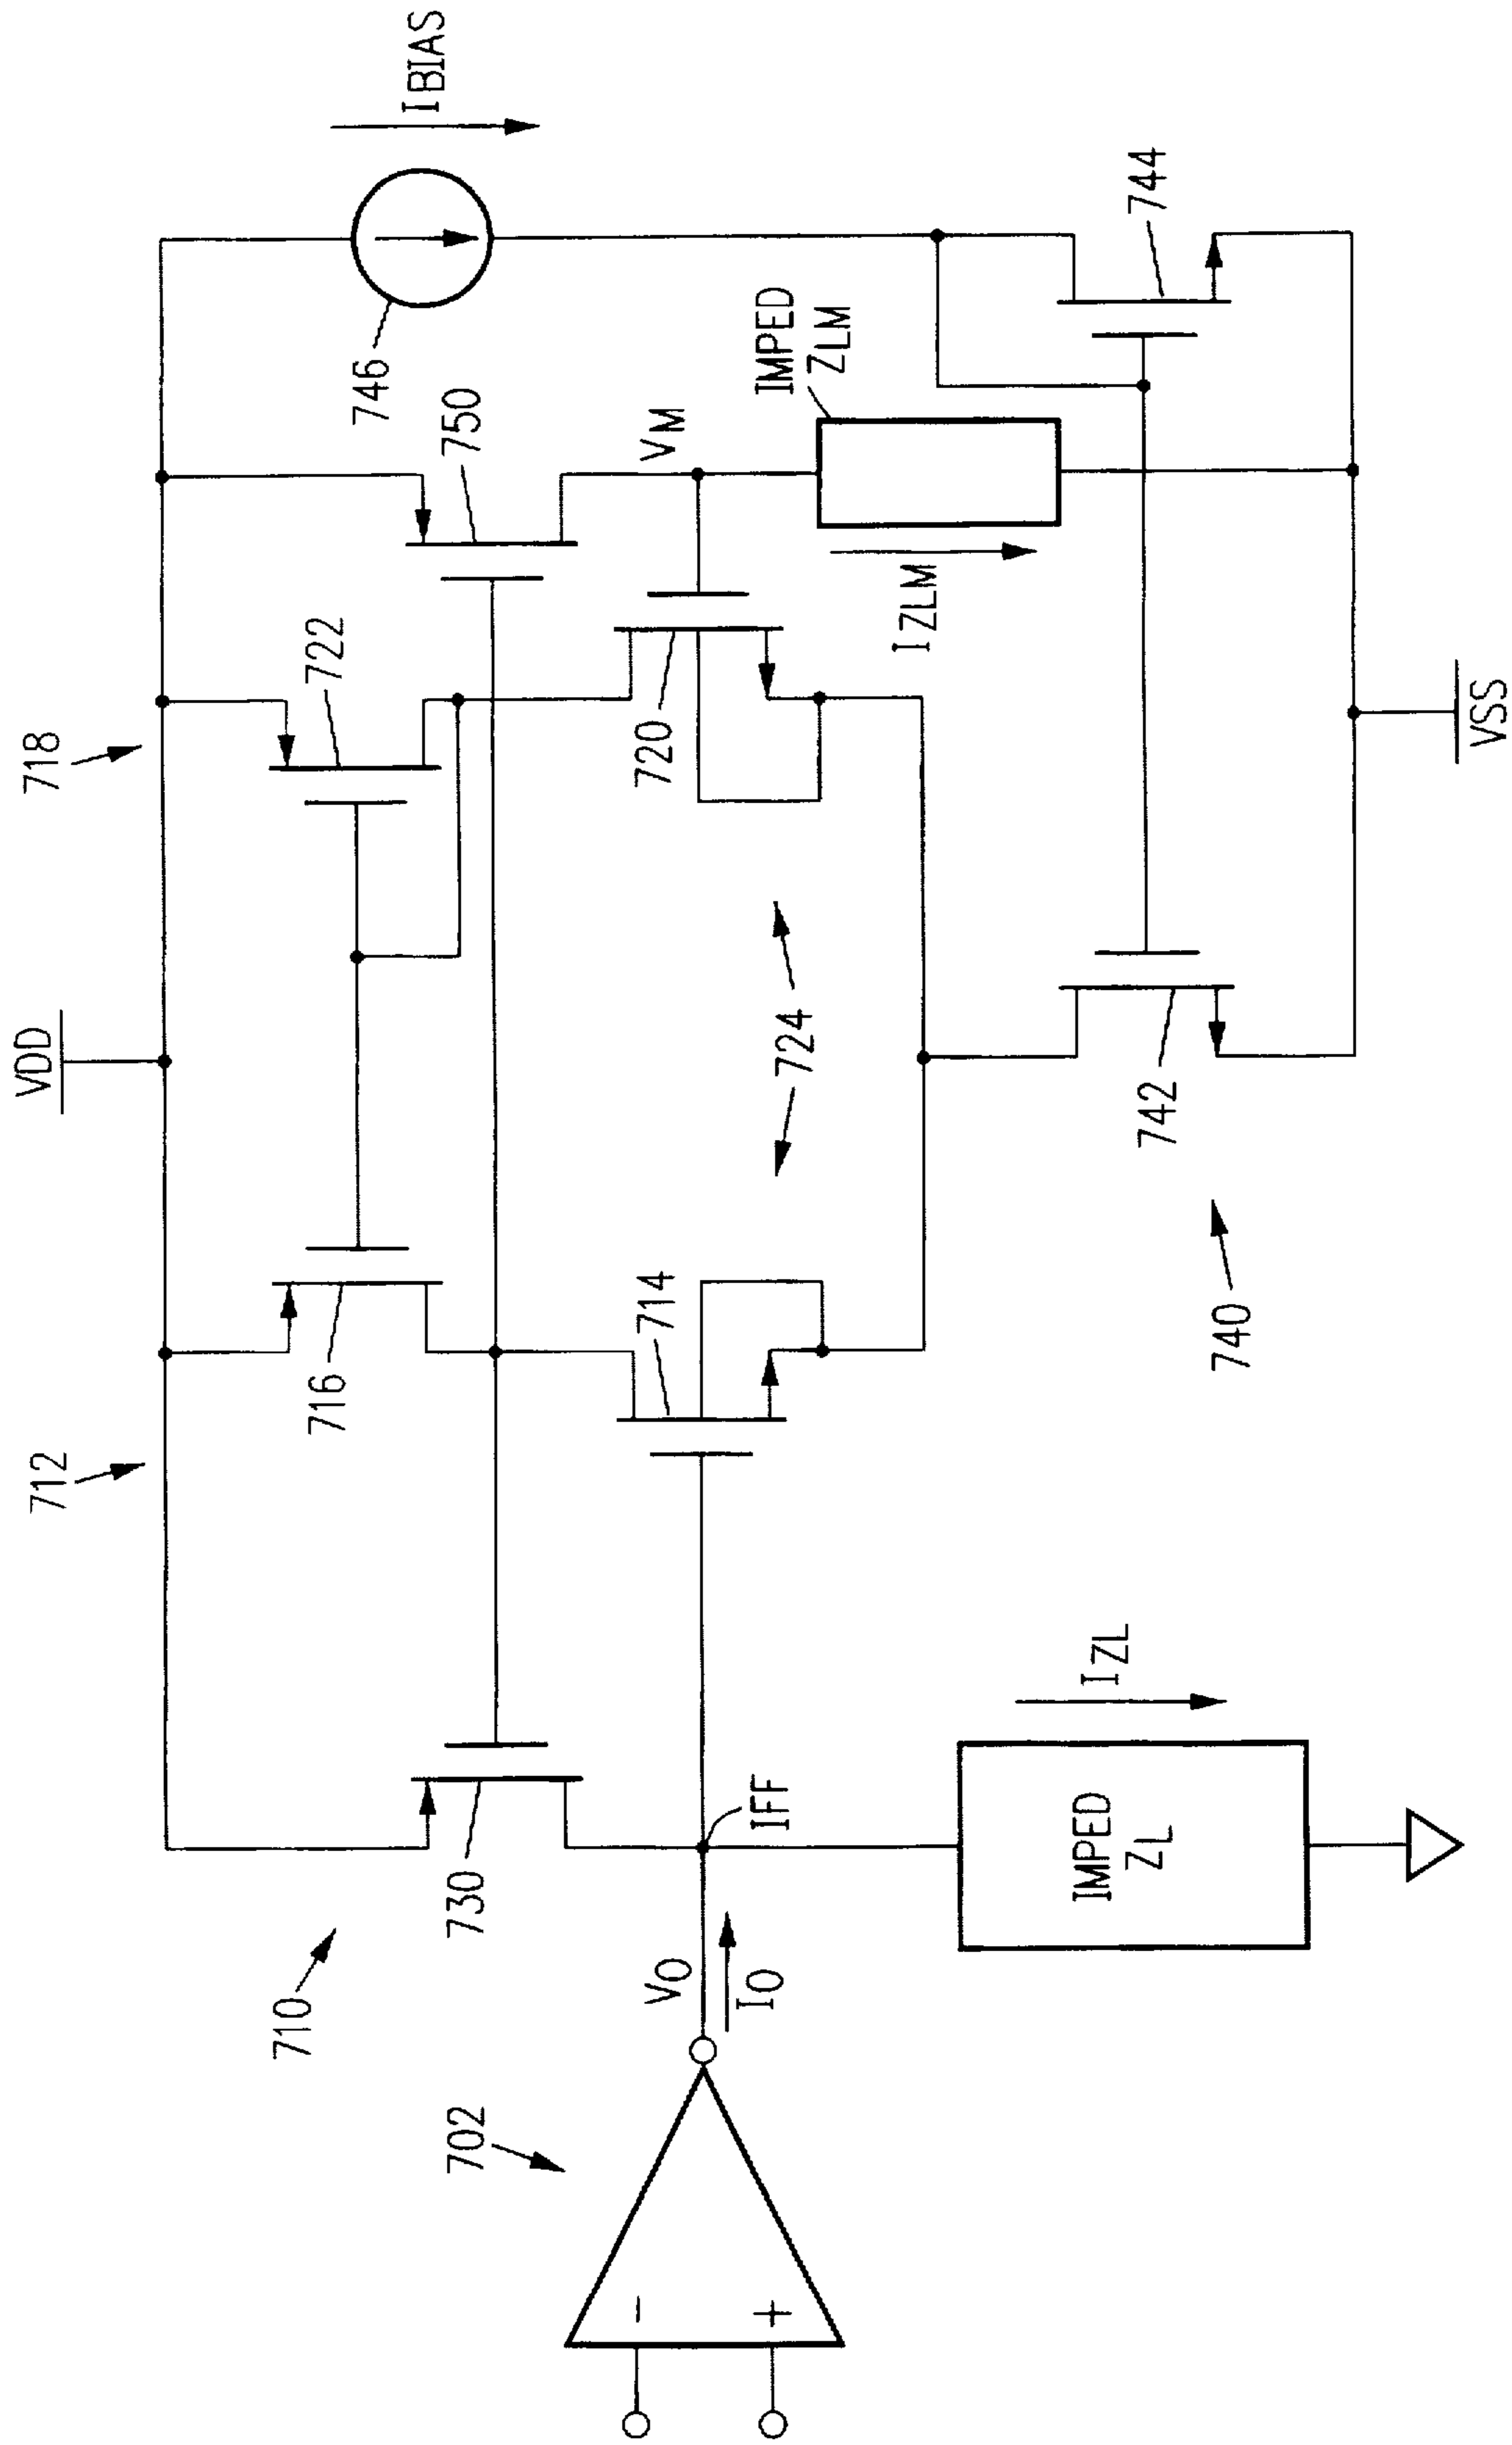 VDD
712
718
716
722
710
730
750
746
IBIAS
702
VO
IO
IFF
714
724
720
VM
IMPED
ZLM
IZLM
IMPED
ZL
IZL
740
742
744
VSS
-
+